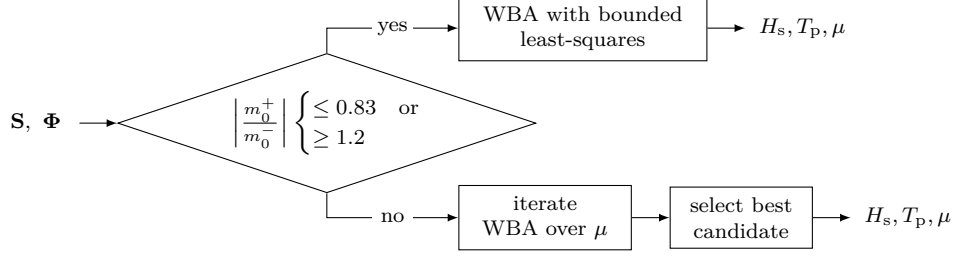 yes
WBA with bounded
least-squares
H_s, T_p, μ
S, Φ
|m_0^+ / m_0^-| { ≤ 0.83 or
≥ 1.2
no
iterate
WBA over μ
select best
candidate
H_s, T_p, μ